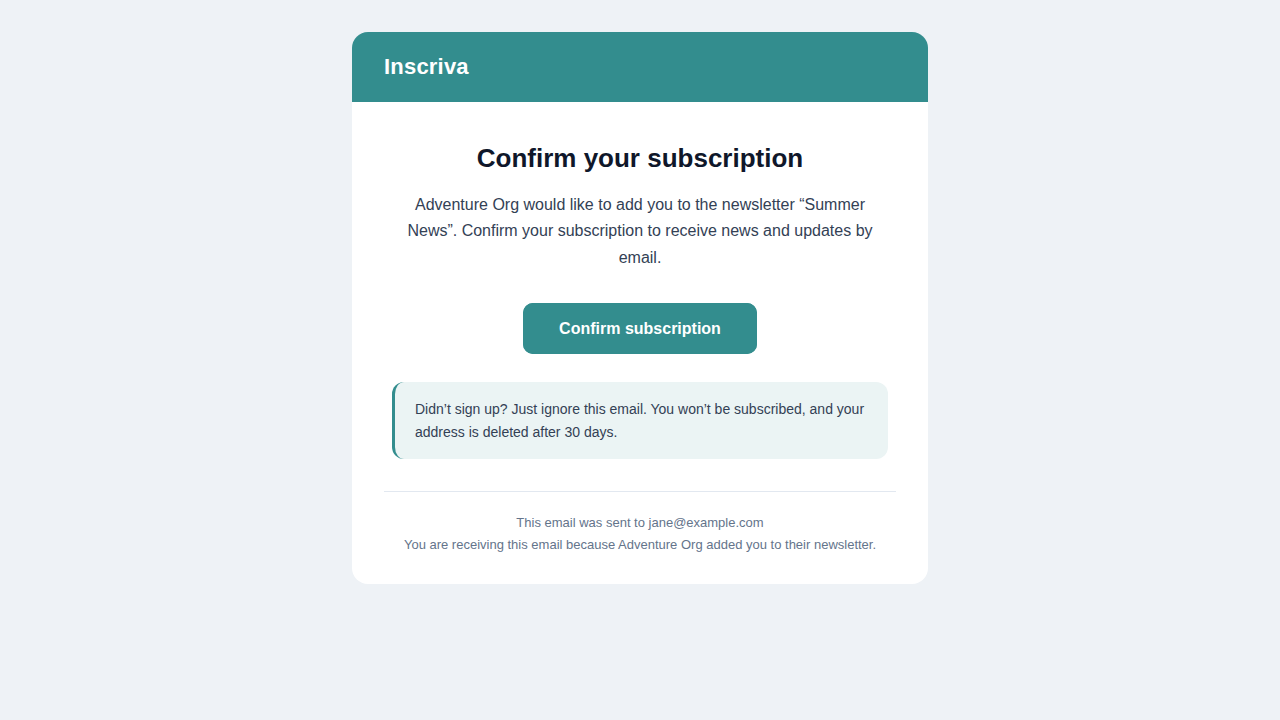 Inscriva
Confirm your subscription
Adventure Org would like to add you to the newsletter “Summer
News”. Confirm your subscription to receive news and updates by
email.
Confirm subscription
Didn’t sign up? Just ignore this email. You won’t be subscribed, and your
address is deleted after 30 days.
This email was sent to jane@example.com
You are receiving this email because Adventure Org added you to their newsletter.